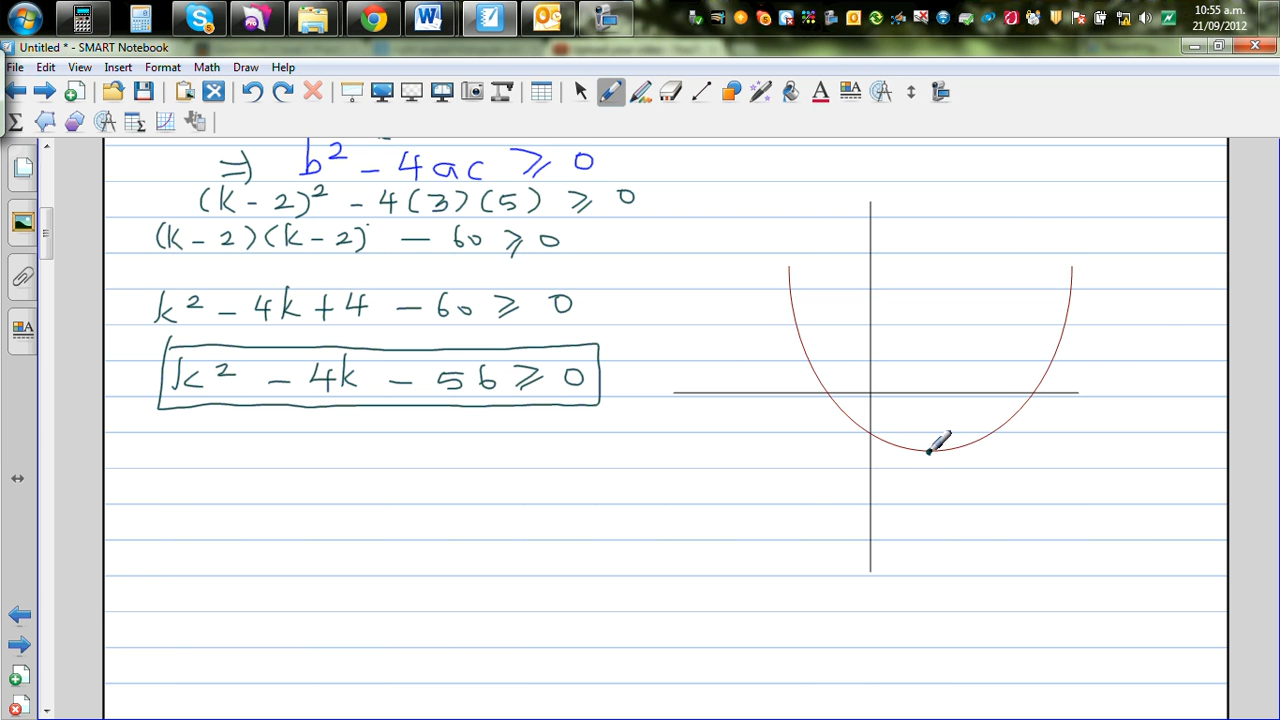 10:55 a.m.
21/09/2012
Untitled * - SMART Notebook
File Edit View Insert Format Math Draw Help
⇒ b² - 4ac ⩾ 0
(k - 2)² - 4(3)(5) ⩾ 0
(k - 2)(k - 2) - 60 ⩾ 0
k² - 4k + 4 - 60 ⩾ 0
k² - 4k - 56 ⩾ 0